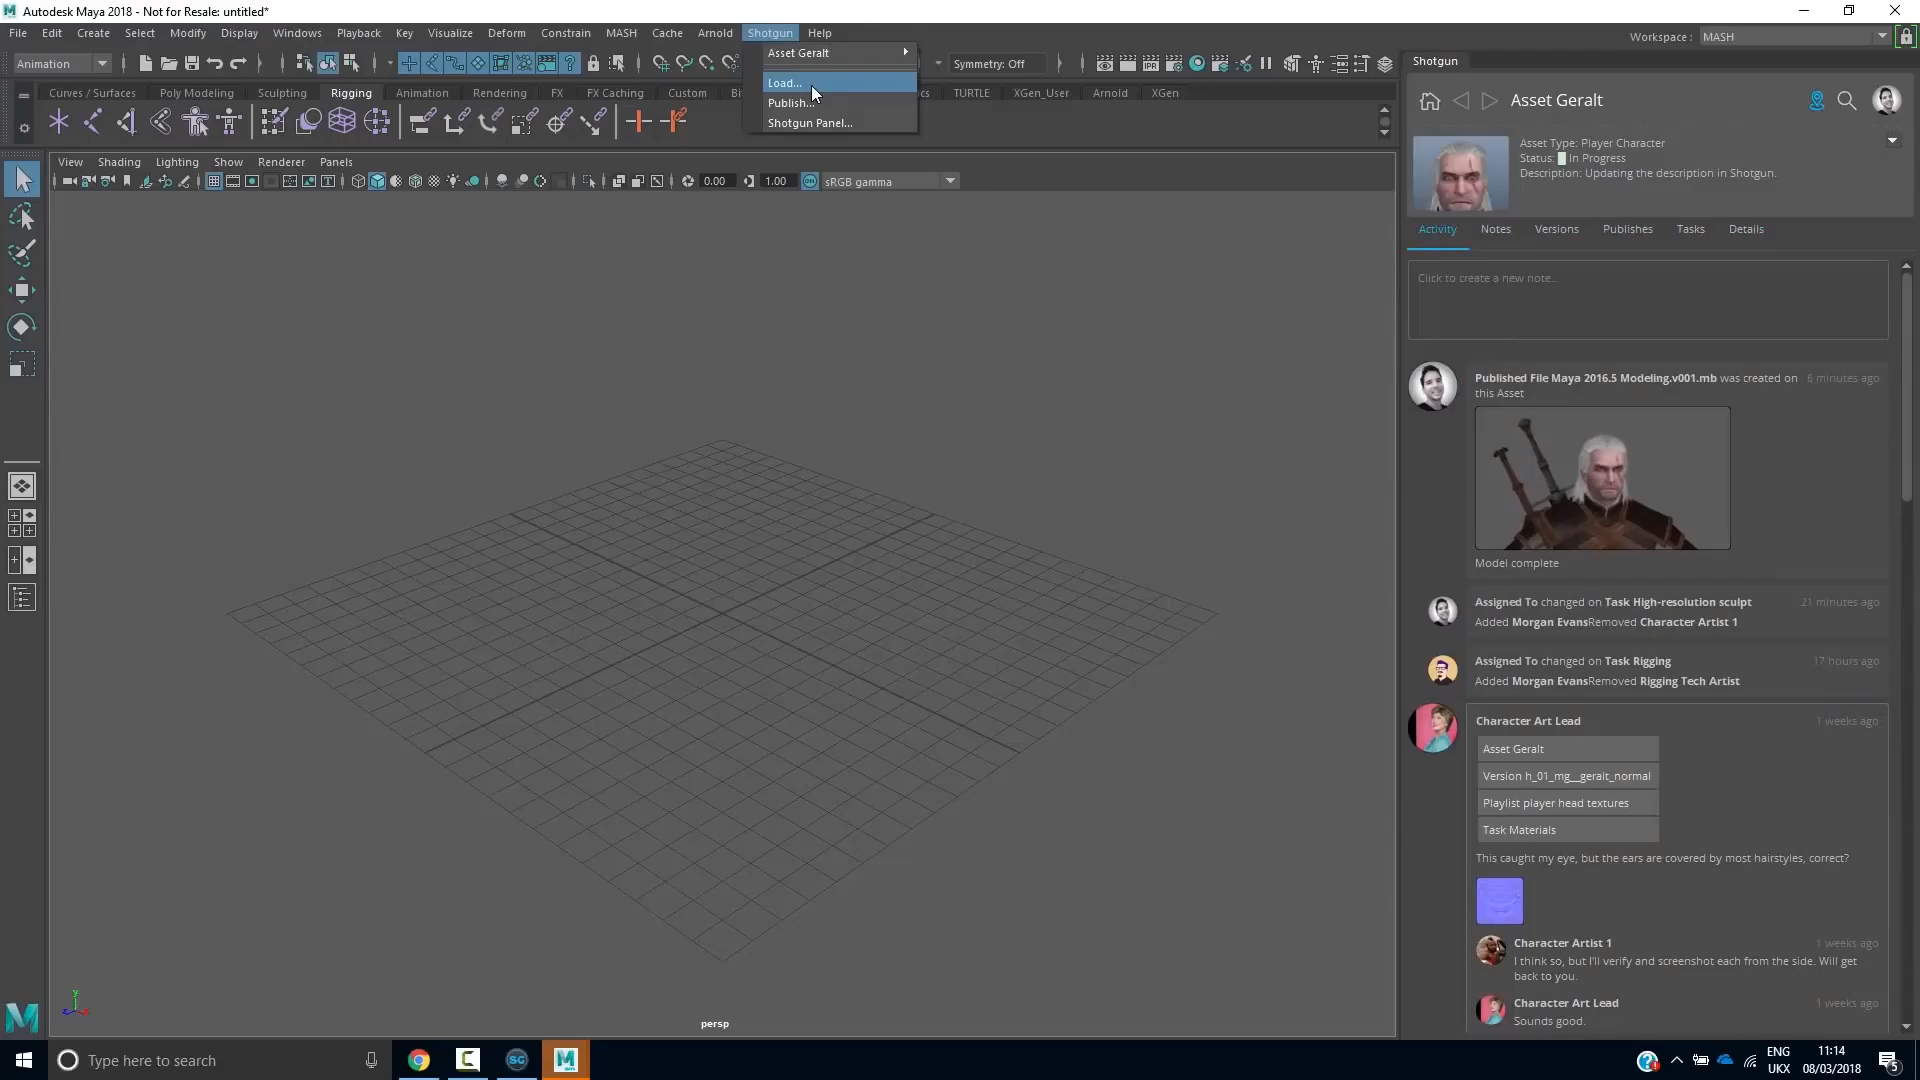 Autodesk Maya 2018 - Not for Resale: untitled*
File Edit Create Select Modify Display Windows Playback Key Visualize Deform Constrain MASH Cache Arnold Shotgun Help
Workspace : MASH
Asset Geralt
Load...
Publish...
Shotgun Panel...
Animation
Symmetry: Off
Curves / Surfaces Poly Modeling Sculpting Rigging Animation Rendering FX FX Caching Custom TURTLE XGen_User Arnold XGen
View Shading Lighting Show Renderer Panels
0.00 1.00 ON sRGB gamma
persp
Shotgun
Asset Geralt
Asset Type: Player Character
Status: In Progress
Description: Updating the description in Shotgun.
Activity Notes Versions Publishes Tasks Details
Click to create a new note...
Published File Maya 2016.5 Modeling.v001.mb was created on 6 minutes ago
this Asset
Model complete
Assigned To changed on Task High-resolution sculpt 21 minutes ago
Added Morgan EvansRemoved Character Artist 1
Assigned To changed on Task Rigging 17 hours ago
Added Morgan EvansRemoved Rigging Tech Artist
Character Art Lead 1 weeks ago
Asset Geralt
Version h_01_mg__geralt_normal
Playlist player head textures
Task Materials
This caught my eye, but the ears are covered by most hairstyles, correct?
Character Artist 1 1 weeks ago
I think so, but I'll verify and screenshot each from the side. Will get
back to you.
Character Art Lead 1 weeks ago
Sounds good.
Type here to search
SG
ENG
UKX
11:14
08/03/2018
5